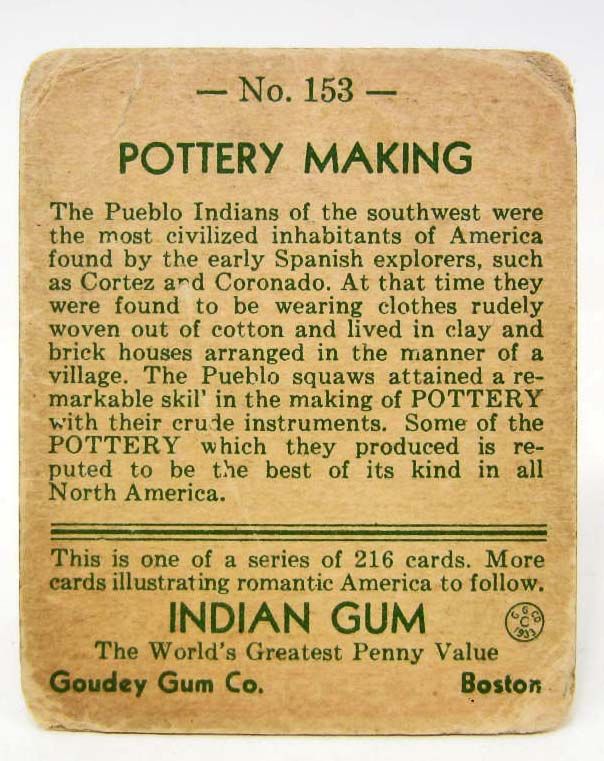 — No. 153 —
POTTERY MAKING
The Pueblo Indians of the southwest were
the most civilized inhabitants of America
found by the early Spanish explorers, such
as Cortez and Coronado. At that time they
were found to be wearing clothes rudely
woven out of cotton and lived in clay and
brick houses arranged in the manner of a
village. The Pueblo squaws attained a re-
markable skill in the making of POTTERY
with their crude instruments. Some of the
POTTERY which they produced is re-
puted to be the best of its kind in all
North America.
This is one of a series of 216 cards. More
cards illustrating romantic America to follow.
INDIAN GUM
G G CO
C
1933
The World's Greatest Penny Value
Goudey Gum Co. Boston